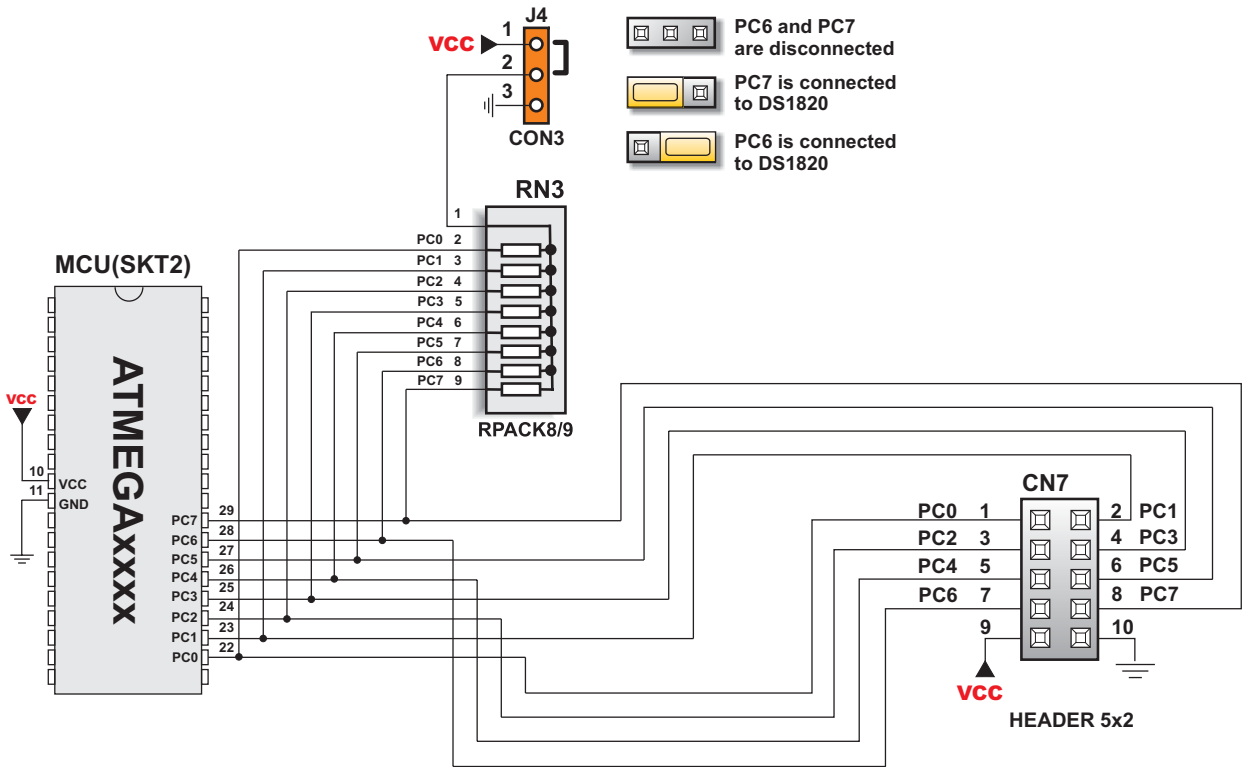 J4
1
VCC
2
3
CON3
PC6 and PC7
are disconnected
PC7 is connected
to DS1820
PC6 is connected
to DS1820
RN3
1
PC0 2
PC1 3
PC2 4
PC3 5
PC4 6
PC5 7
PC6 8
PC7 9
RPACK8/9
MCU(SKT2)
ATMEGAxxxx
VCC
10
VCC
11
GND
PC7 29
PC6 28
PC5 27
PC4 26
PC3 25
PC2 24
PC1 23
PC0 22
CN7
PC0 1 2 PC1
PC2 3 4 PC3
PC4 5 6 PC5
PC6 7 8 PC7
9 10
VCC
HEADER 5x2